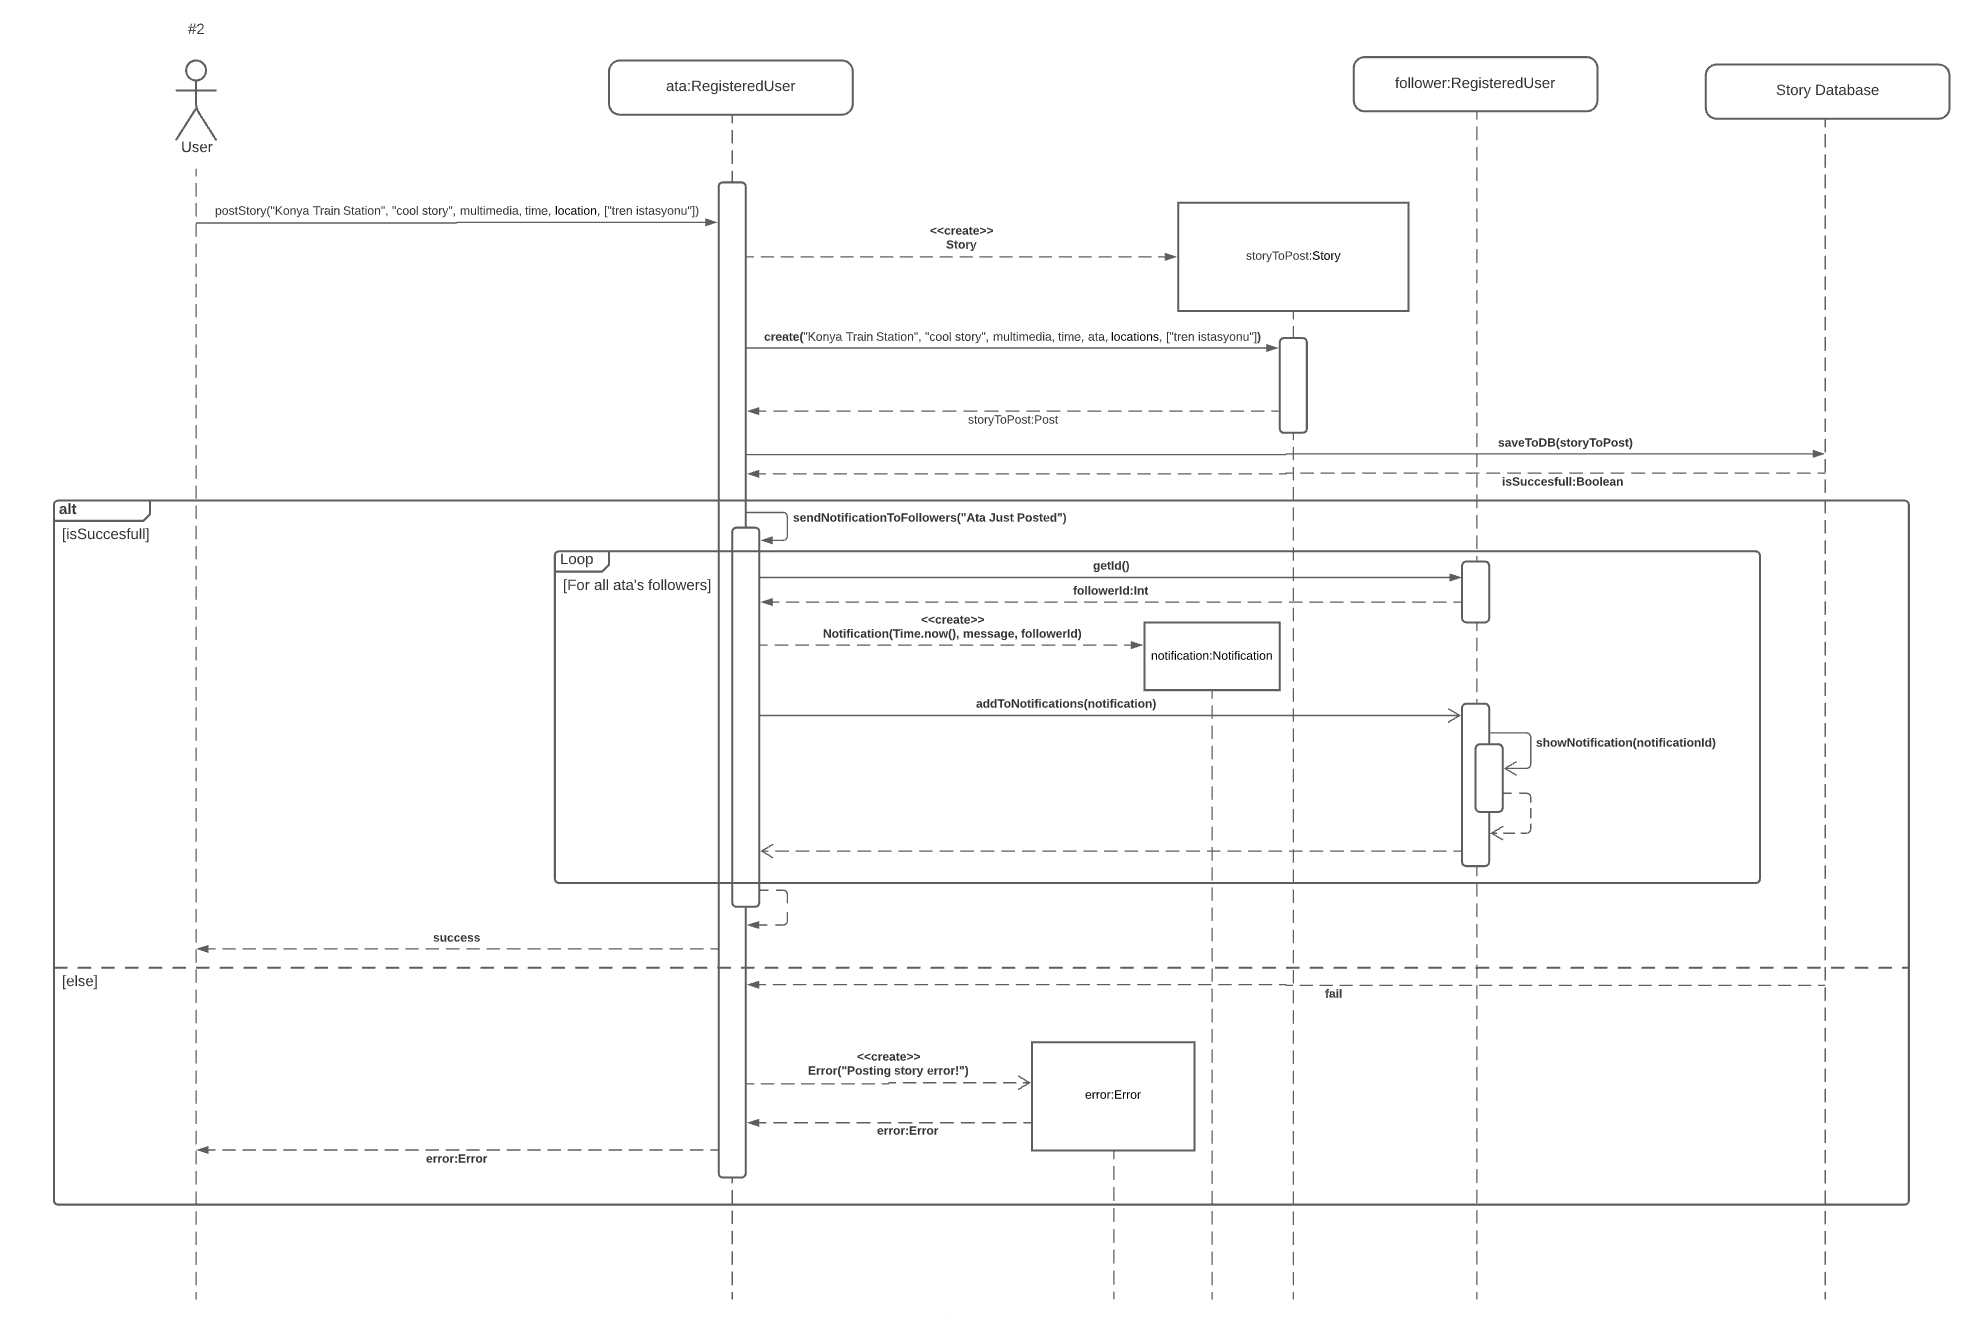 #2
User
ata:RegisteredUser
follower:RegisteredUser
Story Database
postStory("Konya Train Station", "cool story", multimedia, time, location, ["tren istasyonu"])
<<create>>
Story
storyToPost:Story
create("Konya Train Station", "cool story", multimedia, time, ata, locations, ["tren istasyonu"])
storyToPost:Post
saveToDB(storyToPost)
isSuccesfull:Boolean
alt
[isSuccesfull]
sendNotificationToFollowers("Ata Just Posted")
Loop
[For all ata's followers]
getId()
followerId:Int
<<create>>
Notification(Time.now(), message, followerId)
notification:Notification
addToNotifications(notification)
showNotification(notificationId)
success
[else]
fail
<<create>>
Error("Posting story error!")
error:Error
error:Error
error:Error